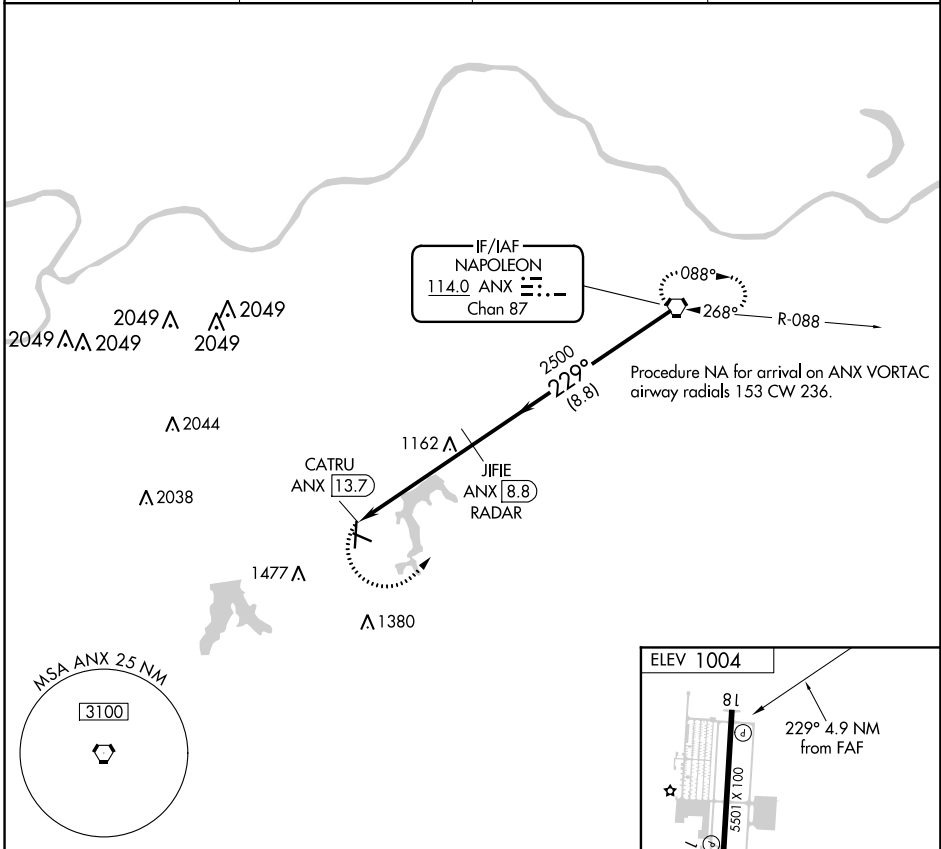 IF/IAF
NAPOLEON
114.0 ANX
Chan 87
088°
268°
R-088
2049
2049
2049
2049
2049
2500
229°
(8.8)
Procedure NA for arrival on ANX VORTAC
airway radials 153 CW 236.
2044
1162
CATRU
ANX 13.7
JIFIE
ANX 8.8
RADAR
2038
1477
1380
MSA ANX 25 NM
3100
ELEV 1004
18
P
229° 4.9 NM
from FAF
5501 X 100
A